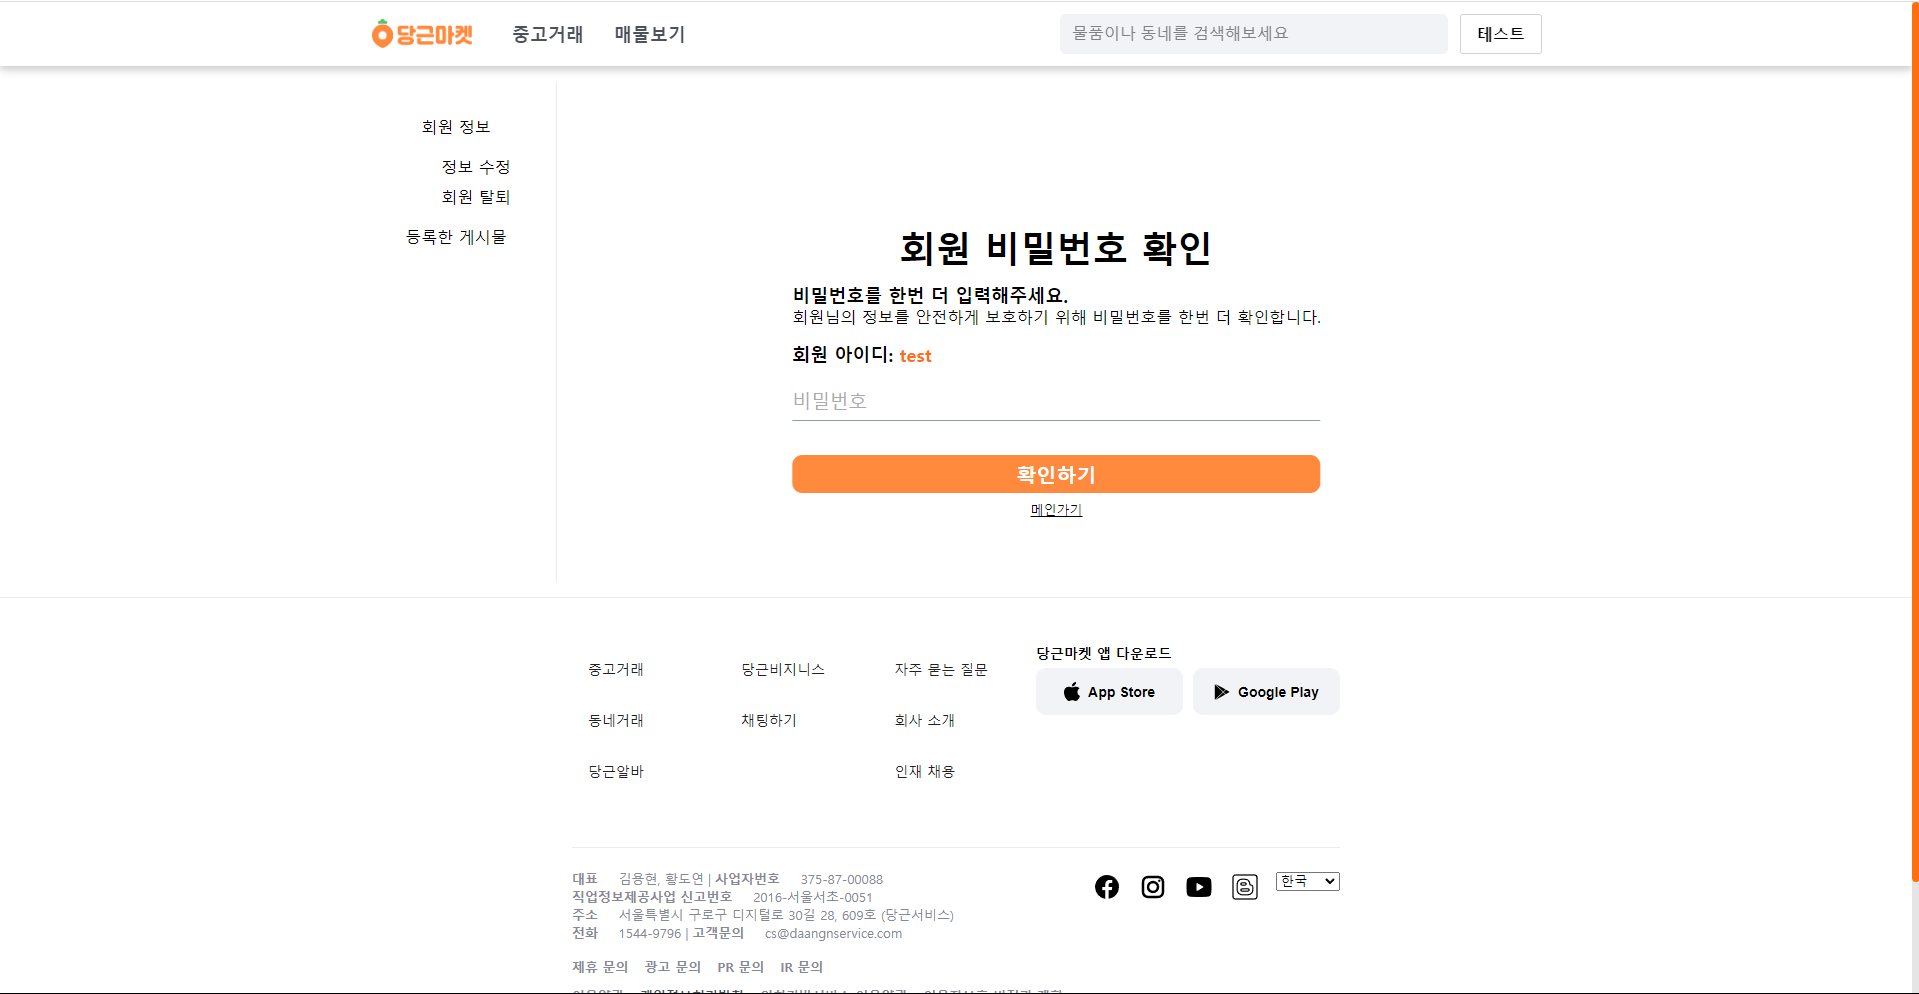 당근마켓 중고거래 매물보기 물품이나 동네를 검색해보세요 테스트
회원 정보
정보 수정
회원 탈퇴
등록한 게시물
회원 비밀번호 확인
비밀번호를 한번 더 입력해주세요.
회원님의 정보를 안전하게 보호하기 위해 비밀번호를 한번 더 확인합니다.
회원 아이디: test
비밀번호
확인하기
메인가기
중고거래 당근비지니스 자주 묻는 질문
동네거래 채팅하기 회사 소개
당근알바 인재 채용
당근마켓 앱 다운로드
App Store Google Play
대표 김용현, 황도연 | 사업자번호 375-87-00088
직업정보제공사업 신고번호 2016-서울서초-0051
주소 서울특별시 구로구 디지털로 30길 28, 609호 (당근서비스)
전화 1544-9796 | 고객문의 cs@daangnservice.com
한국
제휴 문의 광고 문의 PR 문의 IR 문의